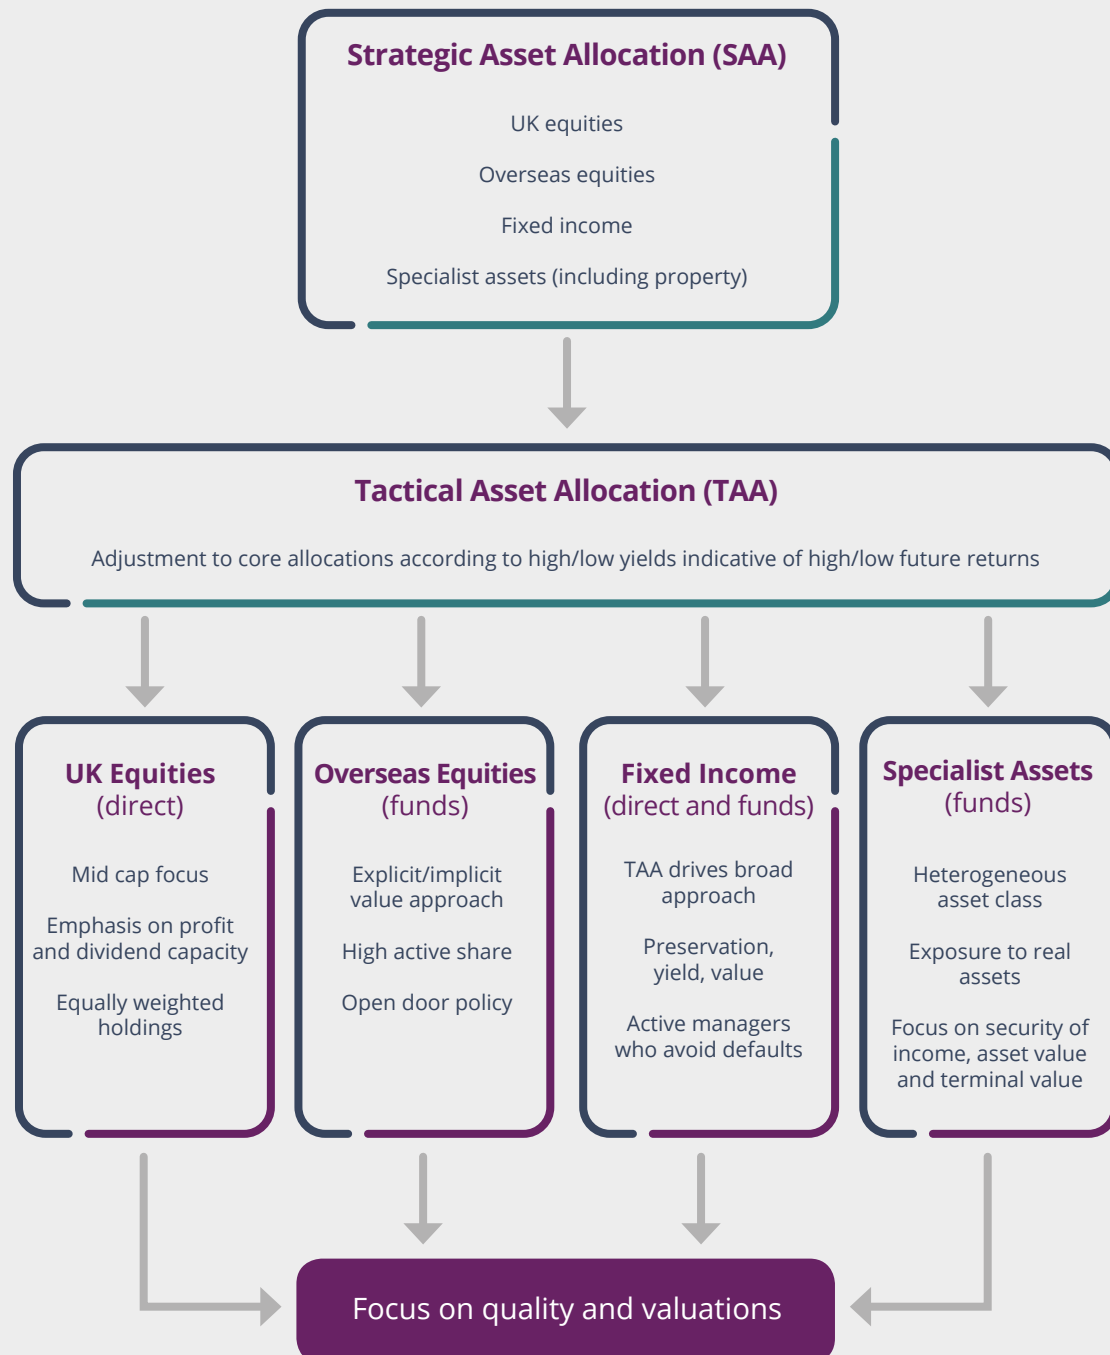 Strategic Asset Allocation (SAA)
UK equities
Overseas equities
Fixed income
Specialist assets (including property)
Tactical Asset Allocation (TAA)
Adjustment to core allocations according to high/low yields indicative of high/low future returns
UK Equities
(direct)
Mid cap focus
Emphasis on profit
and dividend capacity
Equally weighted
holdings
Overseas Equities
(funds)
Explicit/implicit
value approach
High active share
Open door policy
Fixed Income
(direct and funds)
TAA drives broad
approach
Preservation,
yield, value
Active managers
who avoid defaults
Specialist Assets
(funds)
Heterogeneous
asset class
Exposure to real
assets
Focus on security of
income, asset value
and terminal value
Focus on quality and valuations